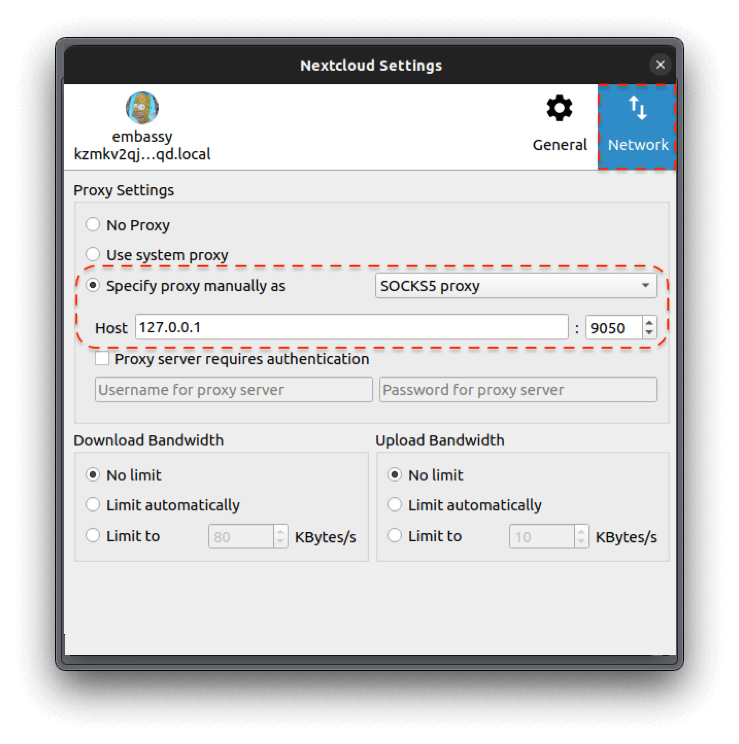 Nextcloud Settings
embassy
kzmkv2qj...qd.local
General
Network
Proxy Settings
No Proxy
Use system proxy
Specify proxy manually as
SOCKS5 proxy
Host 127.0.0.1 : 9050
Proxy server requires authentication
Username for proxy server
Password for proxy server
Download Bandwidth
Upload Bandwidth
No limit
No limit
Limit automatically
Limit automatically
Limit to 80 KBytes/s
Limit to 10 KBytes/s